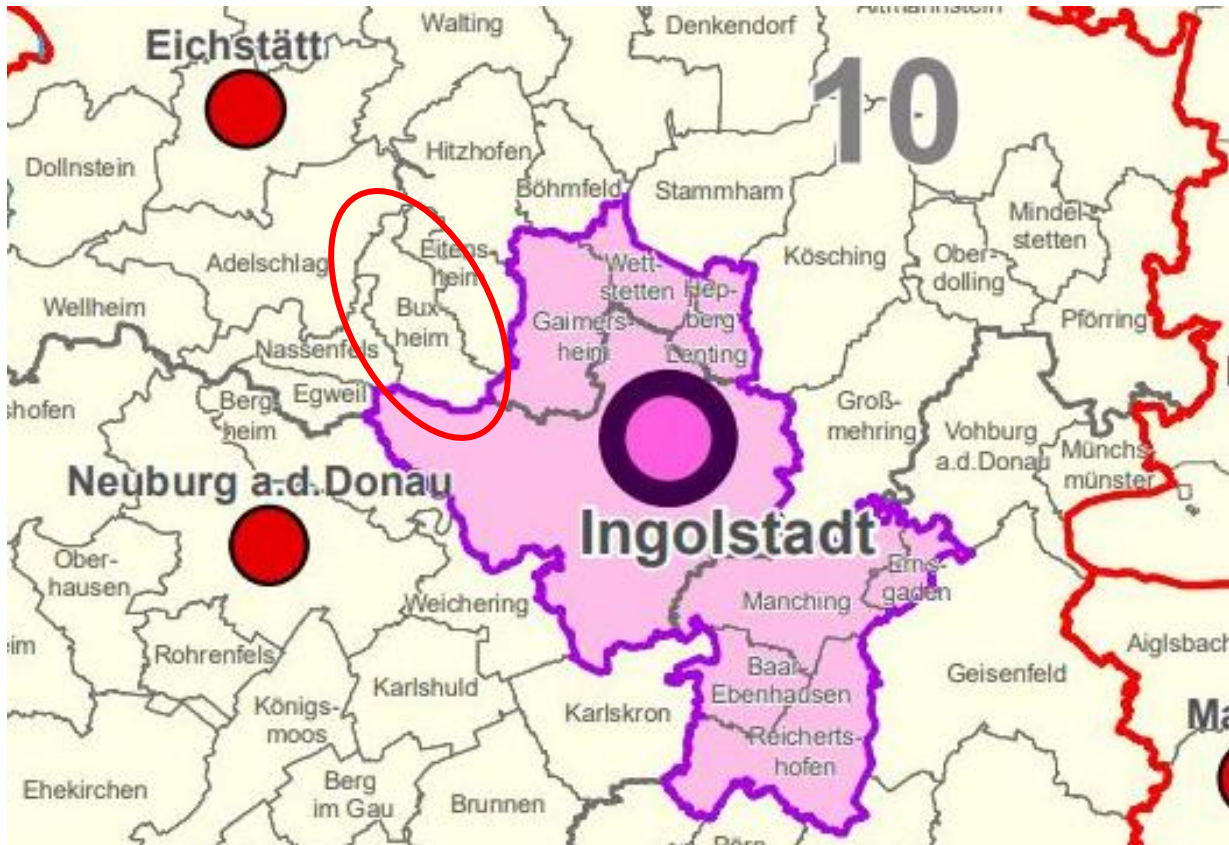 Walting
Denkendorf
Eichstätt
10
Dollnstein
Hitzhofen
Böhmfeld
Stammham
Mindel-
stetten
Adelschlag
Eitens-
heim
Wett-
stetten
Hep-
berg
Kösching
Ober-
dolling
Wellheim
Bux
heim
Gaimers-
heim
Lenting
Pförring
Nassenfels
Egweil
Berg
heim
Groß-
mehring
Vohburg
a.d.Donau
Münchs-
münster
Neuburg a.d.Donau
Ingolstadt
Ober-
hausen
Weichering
Manching
Erns-
gaden
Rohrenfels
Karlshuld
Baar
Ebenhausen
Geisenfeld
Aiglsbach
Königs-
moos
Karlskron
Reicherts-
hofen
Ehekirchen
Berg
im Gau
Brunnen